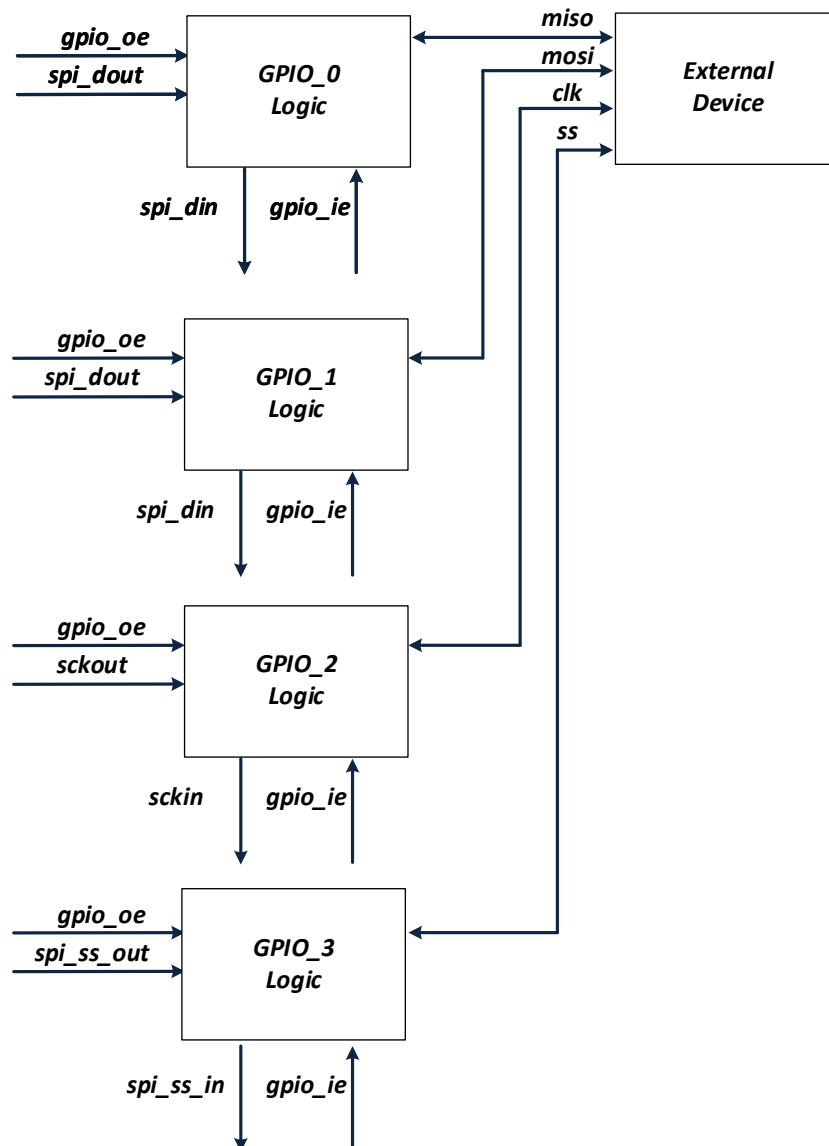 gpio_oe
spi_dout
GPIO_0
Logic
miso
mosi
clk
ss
External
Device
spi_din
gpio_ie
gpio_oe
spi_dout
GPIO_1
Logic
spi_din
gpio_ie
gpio_oe
sckout
GPIO_2
Logic
sckin
gpio_ie
gpio_oe
spi_ss_out
GPIO_3
Logic
spi_ss_in
gpio_ie